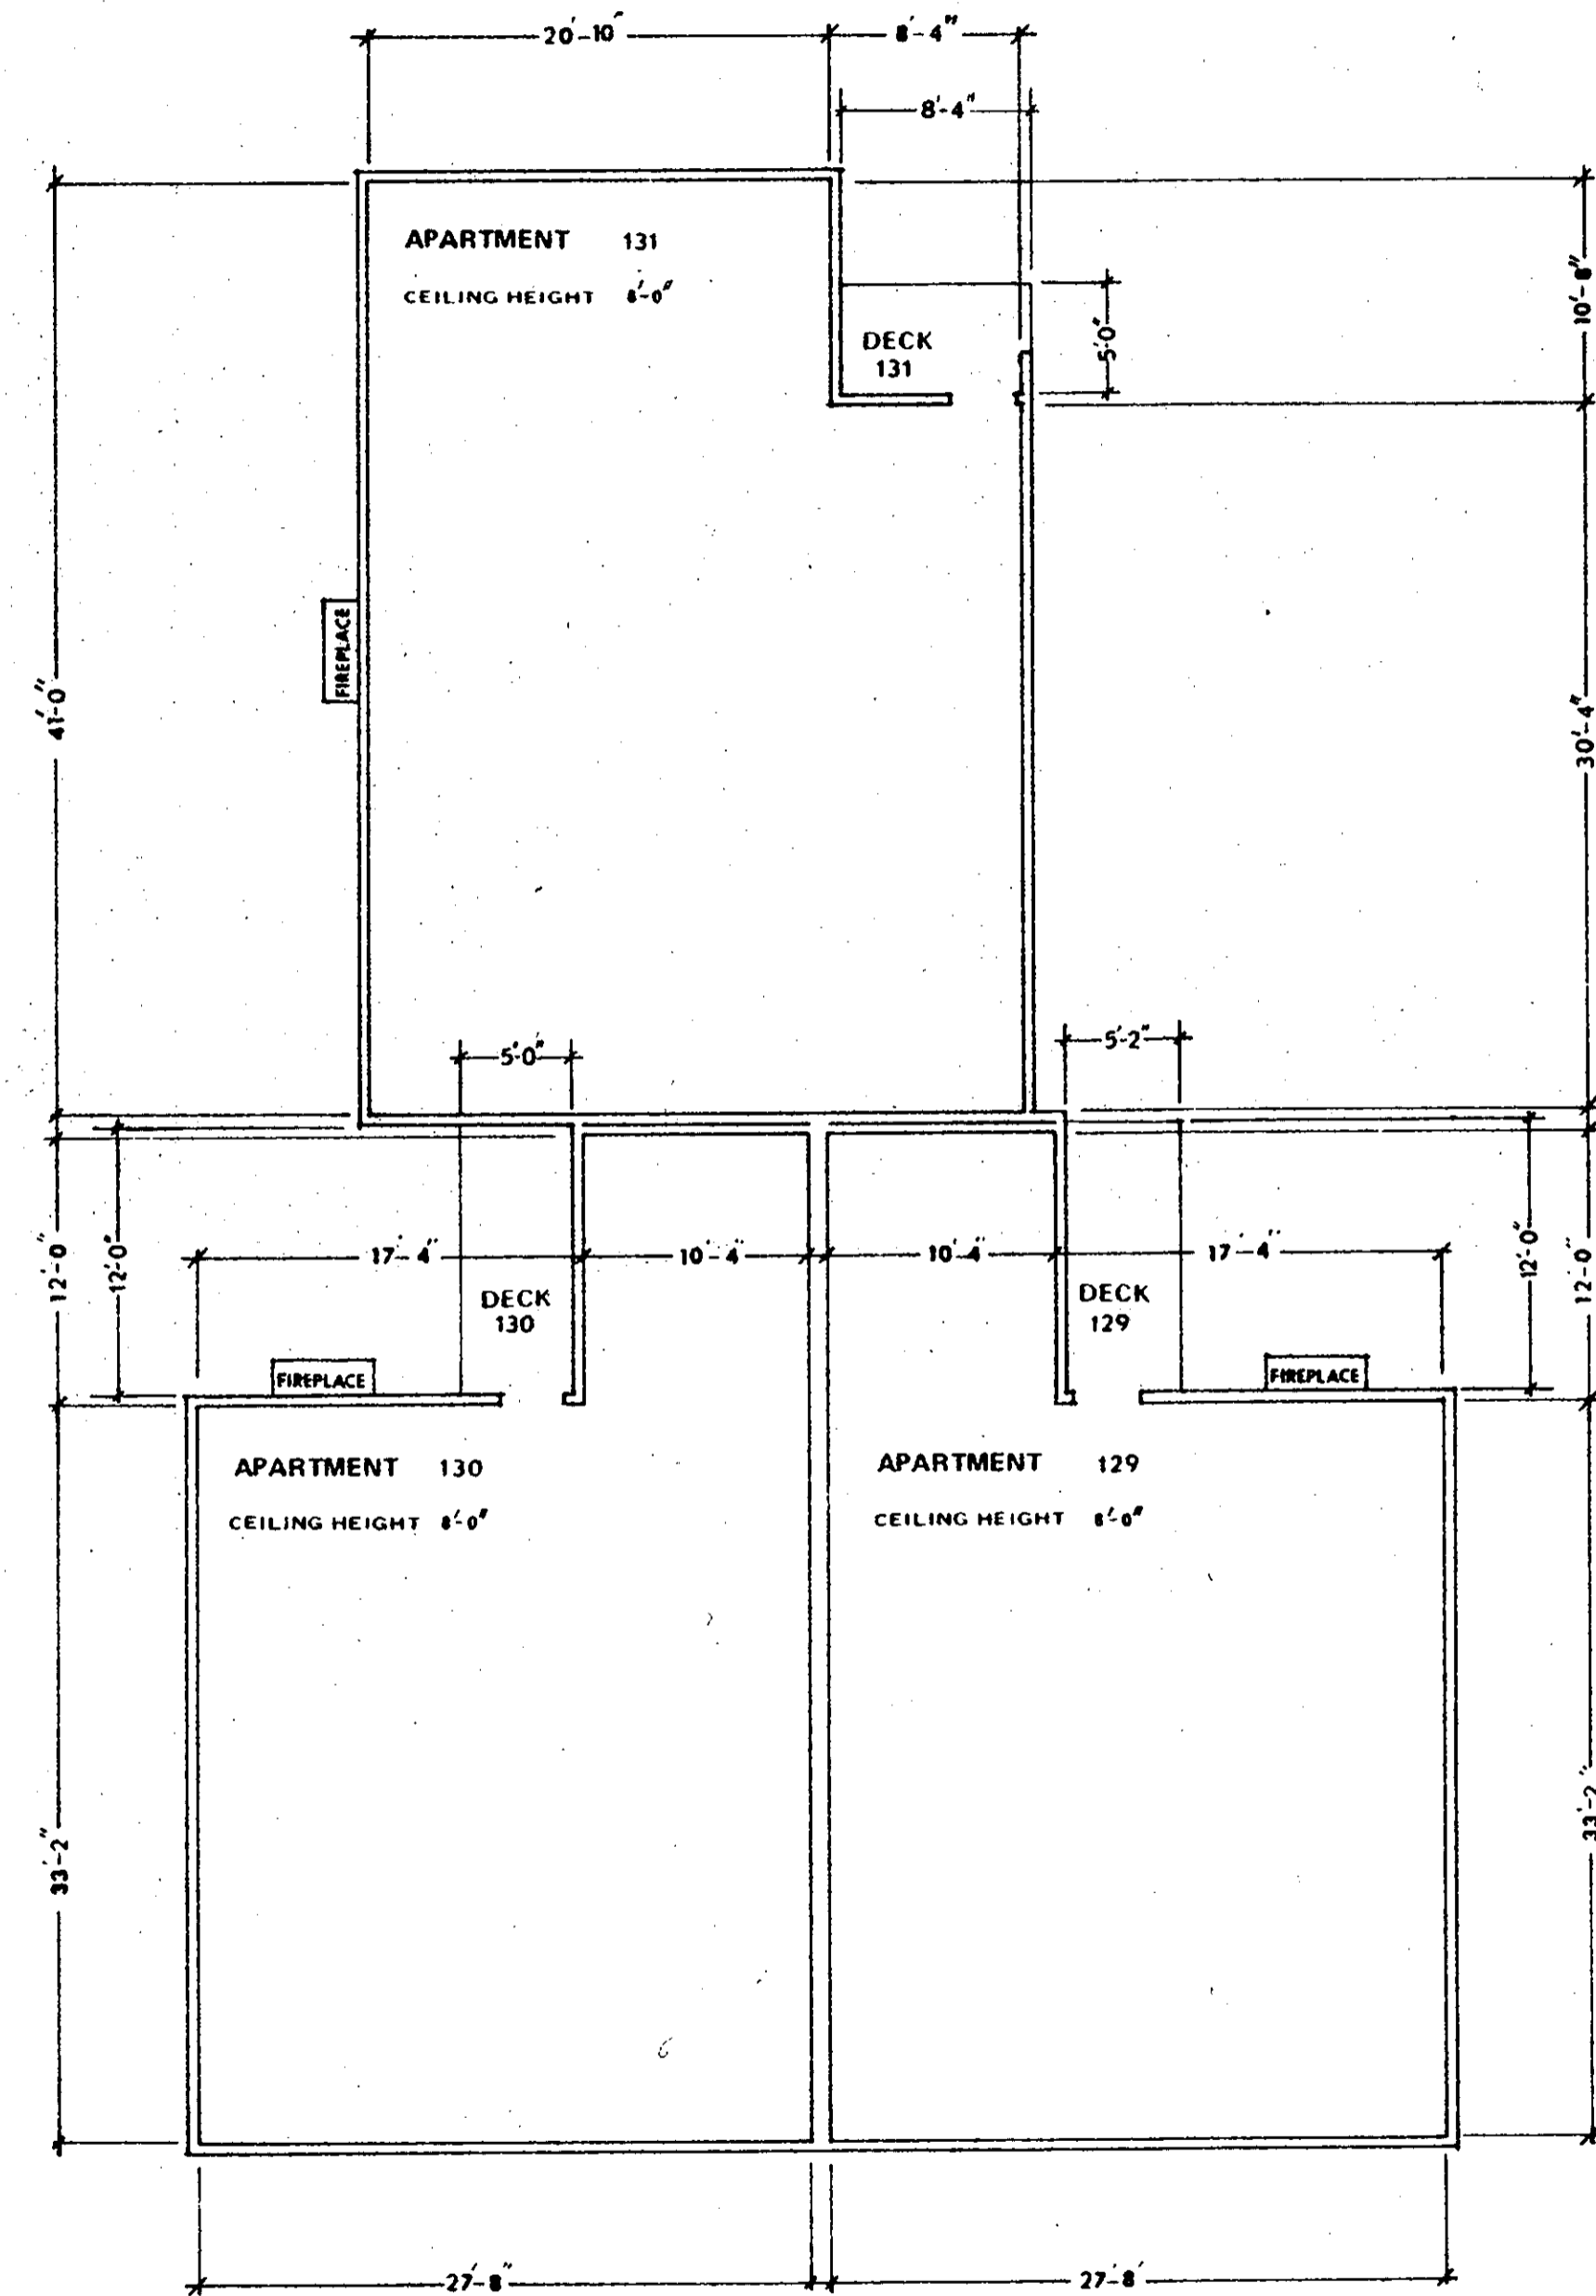 20'-10"
8'-4"
8'-4"
APARTMENT 131
CEILING HEIGHT 8'-0"
10'-8"
DECK
131
5'0"
FIREPLACE
41'-0"
30'-4"
5'0"
5'-2"
12'-0"
12'-0"
17'-4"
10'-4"
10'-4"
17'-4"
12'-0"
12'-0"
DECK
130
DECK
129
FIREPLACE
FIREPLACE
APARTMENT 130
CEILING HEIGHT 8'-0"
APARTMENT 129
CEILING HEIGHT 8'-0"
33'-2"
33'-2"
27'-8"
27'-8'